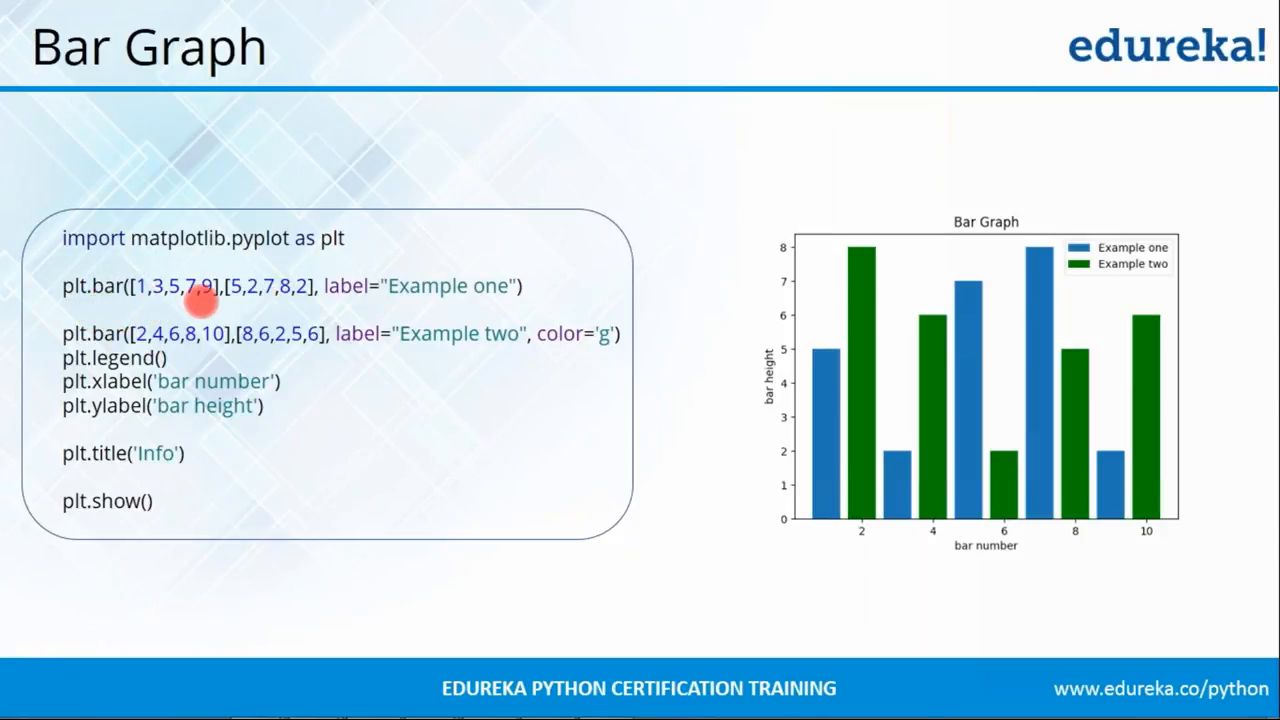 Bar Graph
edureka!
import matplotlib.pyplot as plt
plt.bar([1,3,5,7,9],[5,2,7,8,2], label="Example one")
plt.bar([2,4,6,8,10],[8,6,2,5,6], label="Example two", color='g')
plt.legend()
plt.xlabel('bar number')
plt.ylabel('bar height')
plt.title('Info')
plt.show()
Bar Graph
Example one
Example two
8
7
6
5
4
3
2
1
0
bar height
2 4 6 8 10
bar number
EDUREKA PYTHON CERTIFICATION TRAINING
www.edureka.co/python